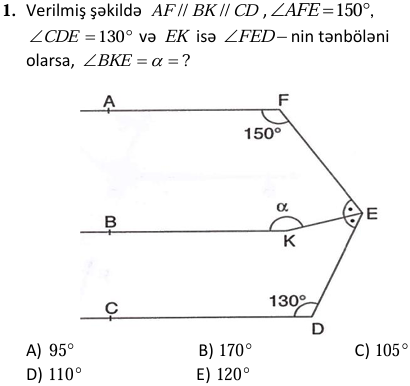 1. Verilmiş şəkildə AF// BK// CD , ∠AFE=150°,
∠CDE =130° və EK isə ∠FED– nin tənböləni
olarsa, ∠BKE = α = ?
A
F
150°
α
E
B
K
130°
C
D
A) 95° B) 170° C) 105°
D) 110° E) 120°